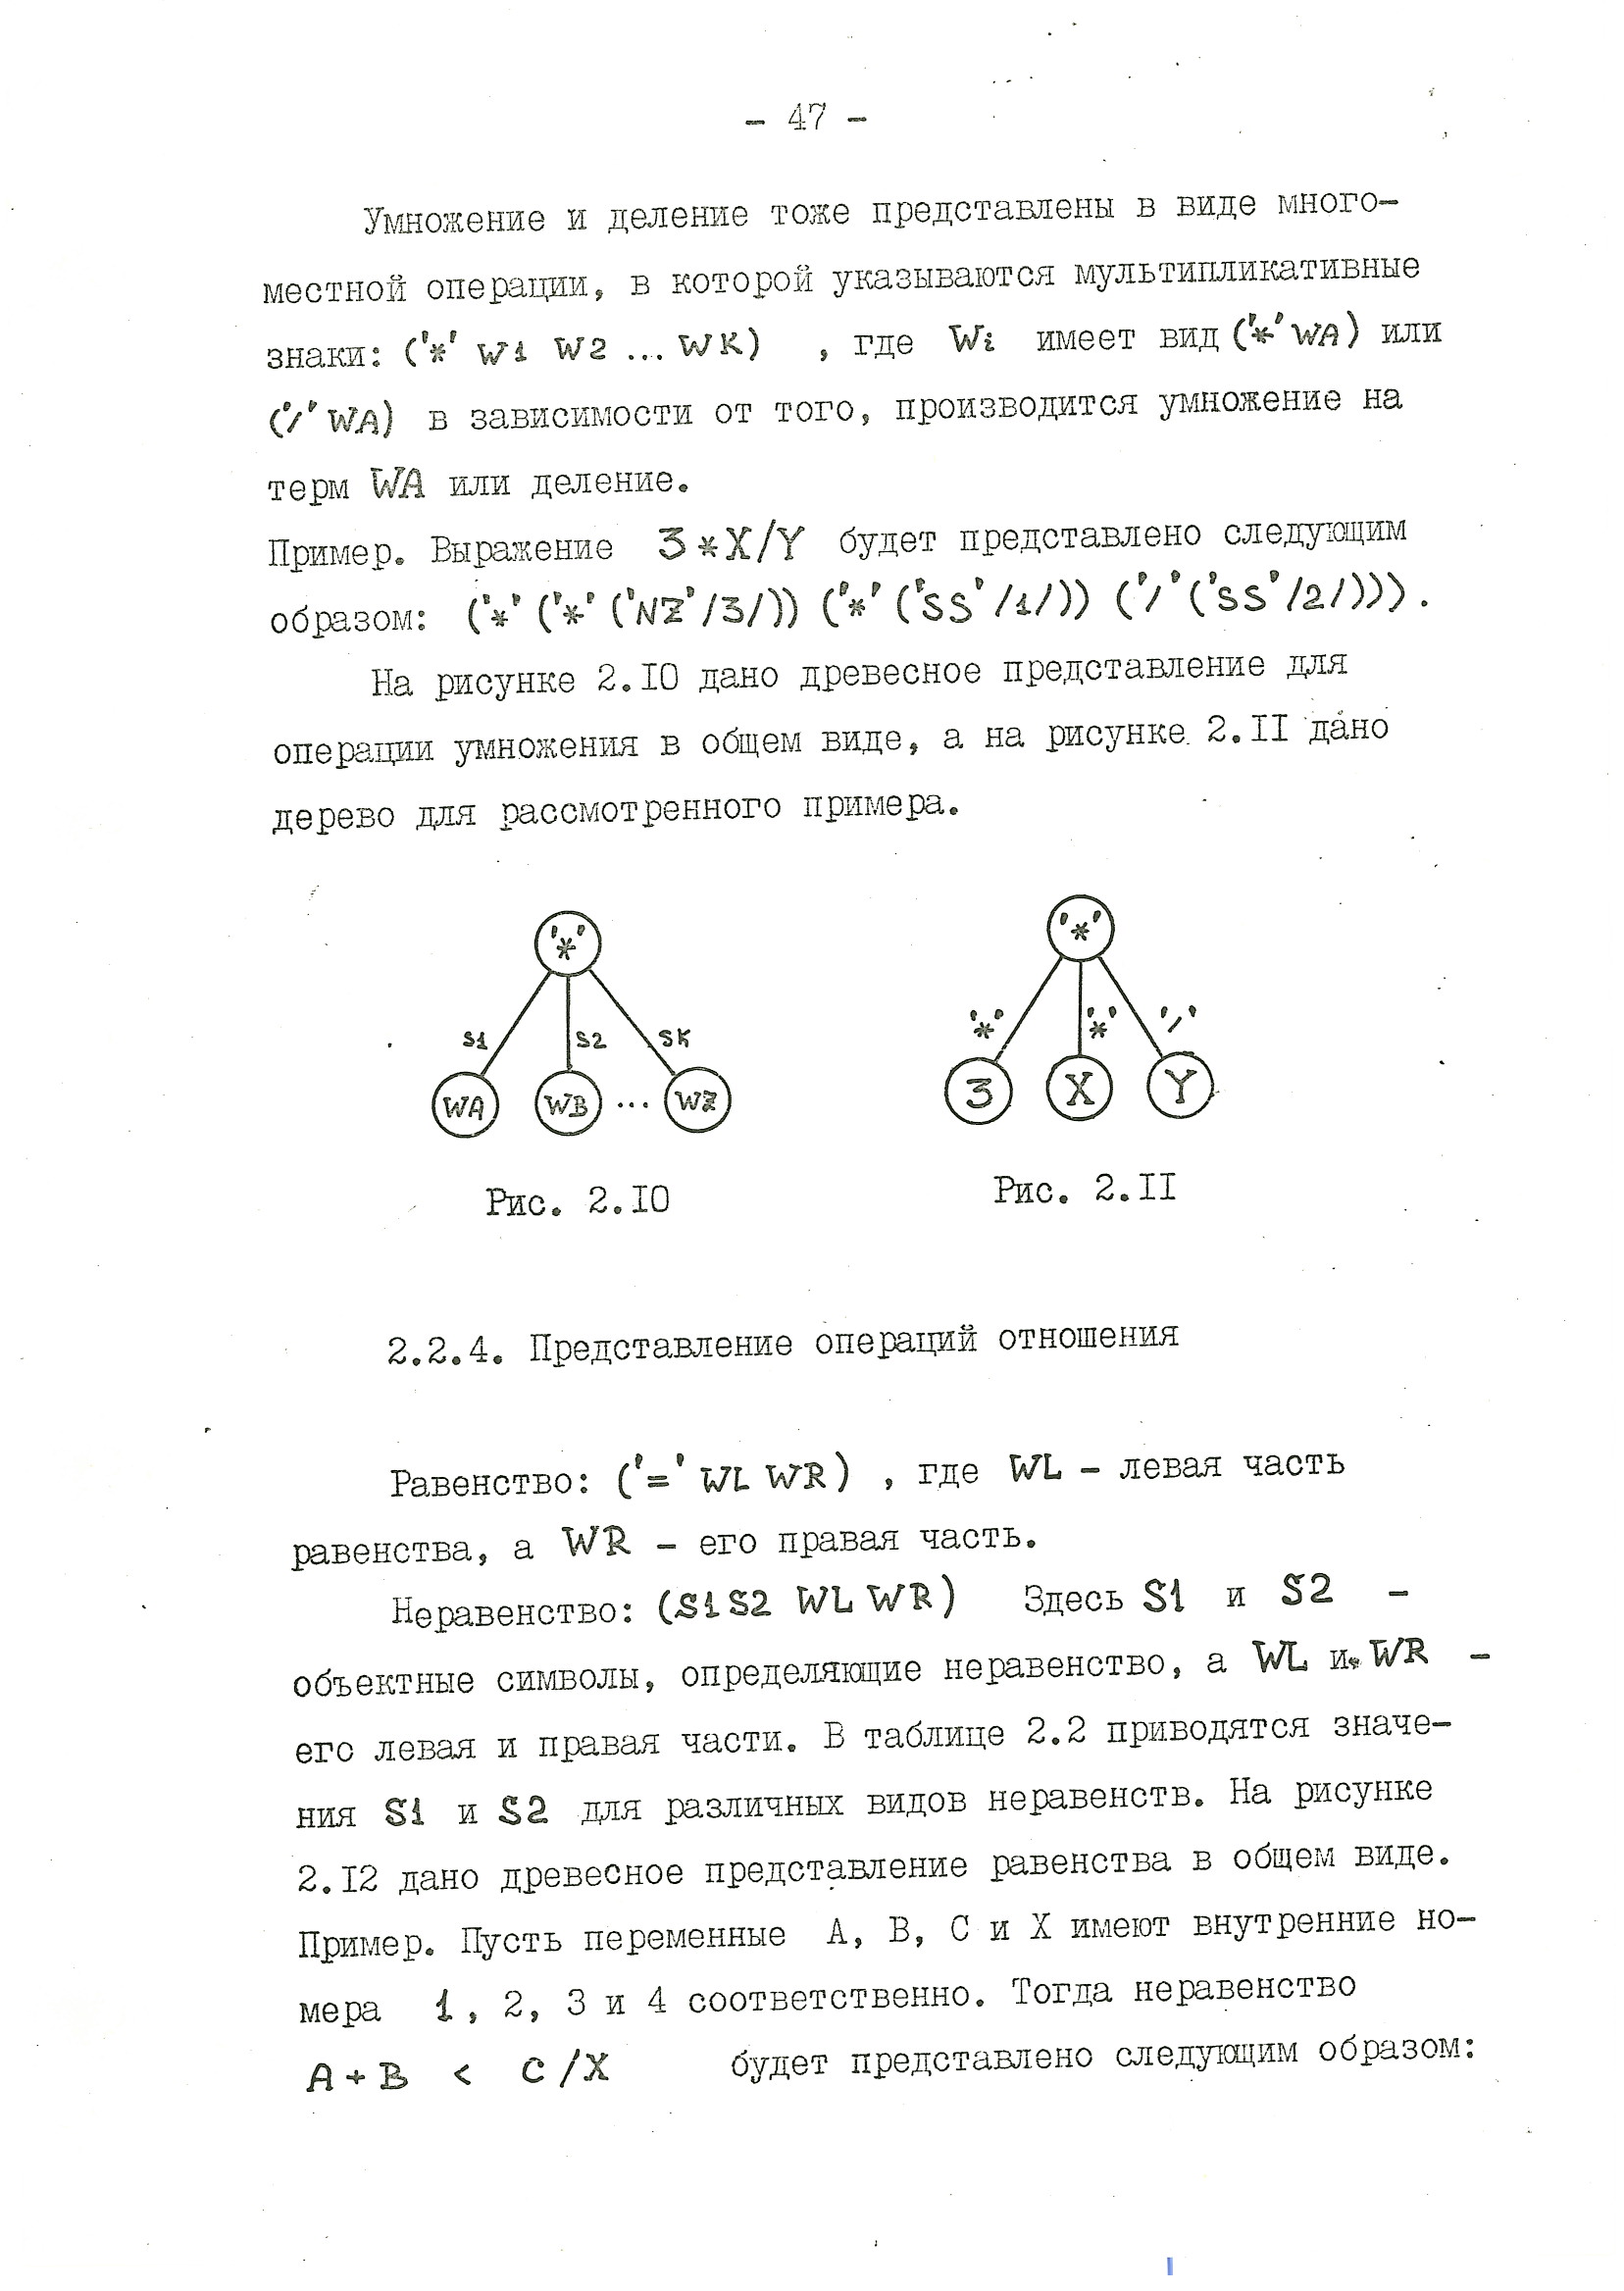 - 47 -
Умножение и деление тоже представлены в виде много-
местной операции, в которой указываются мультипликативные
знаки: ('*' W1 W2 ... WK) , где Wi имеет вид ('*' WA) или
('/' WA) в зависимости от того, производится умножение на
терм WA или деление.
Пример. Выражение 3*X/Y будет представлено следующим
образом: ('*' ('*' ('NZ' /3/)) ('*' ('SS' /1/)) ('/' ('SS' /2/))).
На рисунке 2.10 дано древесное представление для
операции умножения в общем виде, а на рисунке 2.11 дано
дерево для рассмотренного примера.
'*' '*'
S1 S2 SK '*' '*' '/'
WA WB ... WZ 3 X Y
Рис. 2.10 Рис. 2.11
2.2.4. Представление операций отношения
Равенство: ('=' WL WR) , где WL - левая часть
равенства, а WR - его правая часть.
Неравенство: (S1 S2 WL WR) Здесь S1 и S2 -
объектные символы, определяющие неравенство, а WL и WR -
его левая и правая части. В таблице 2.2 приводятся значе-
ния S1 и S2 для различных видов неравенств. На рисунке
2.12 дано древесное представление равенства в общем виде.
Пример. Пусть переменные A, B, C и X имеют внутренние но-
мера 1, 2, 3 и 4 соответственно. Тогда неравенство
A+B < C/X будет представлено следующим образом: